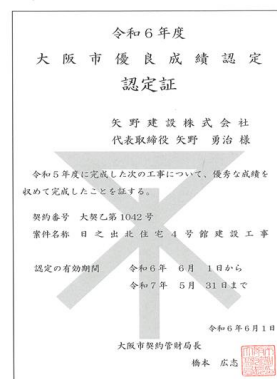 令和6年度
大阪市優良成績認定
認定証
矢野建設株式会社
代表取締役 矢野 勇治 様
令和5年度に完成した次の工事について、優秀な成績を
収めて完成したことを証する。
契約番号 大契乙第1042号
案件名称 日之出北住宅4号館建設工事
認定の有効期間 令和6年 6月 1日から
令和7年 5月 31日まで
令和6年6月1日
大阪市契約管財局長
橋本 広志